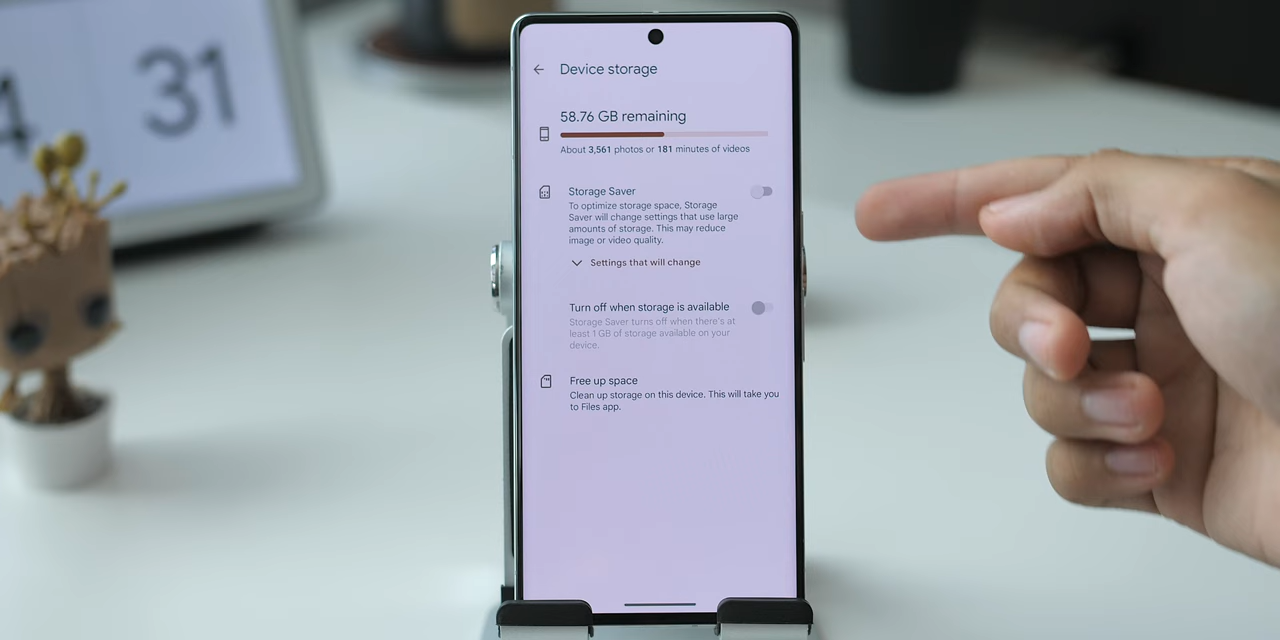 31
Device storage
58.76 GB remaining
About 3,561 photos or 181 minutes of videos
Storage Saver
To optimize storage space, Storage
Saver will change settings that use large
amounts of storage. This may reduce
image or video quality.
Settings that will change
Turn off when storage is available
Storage Saver turns off when there's at
least 1 GB of storage available on your
device.
Free up space
Clean up storage on this device. This will take you
to Files app.